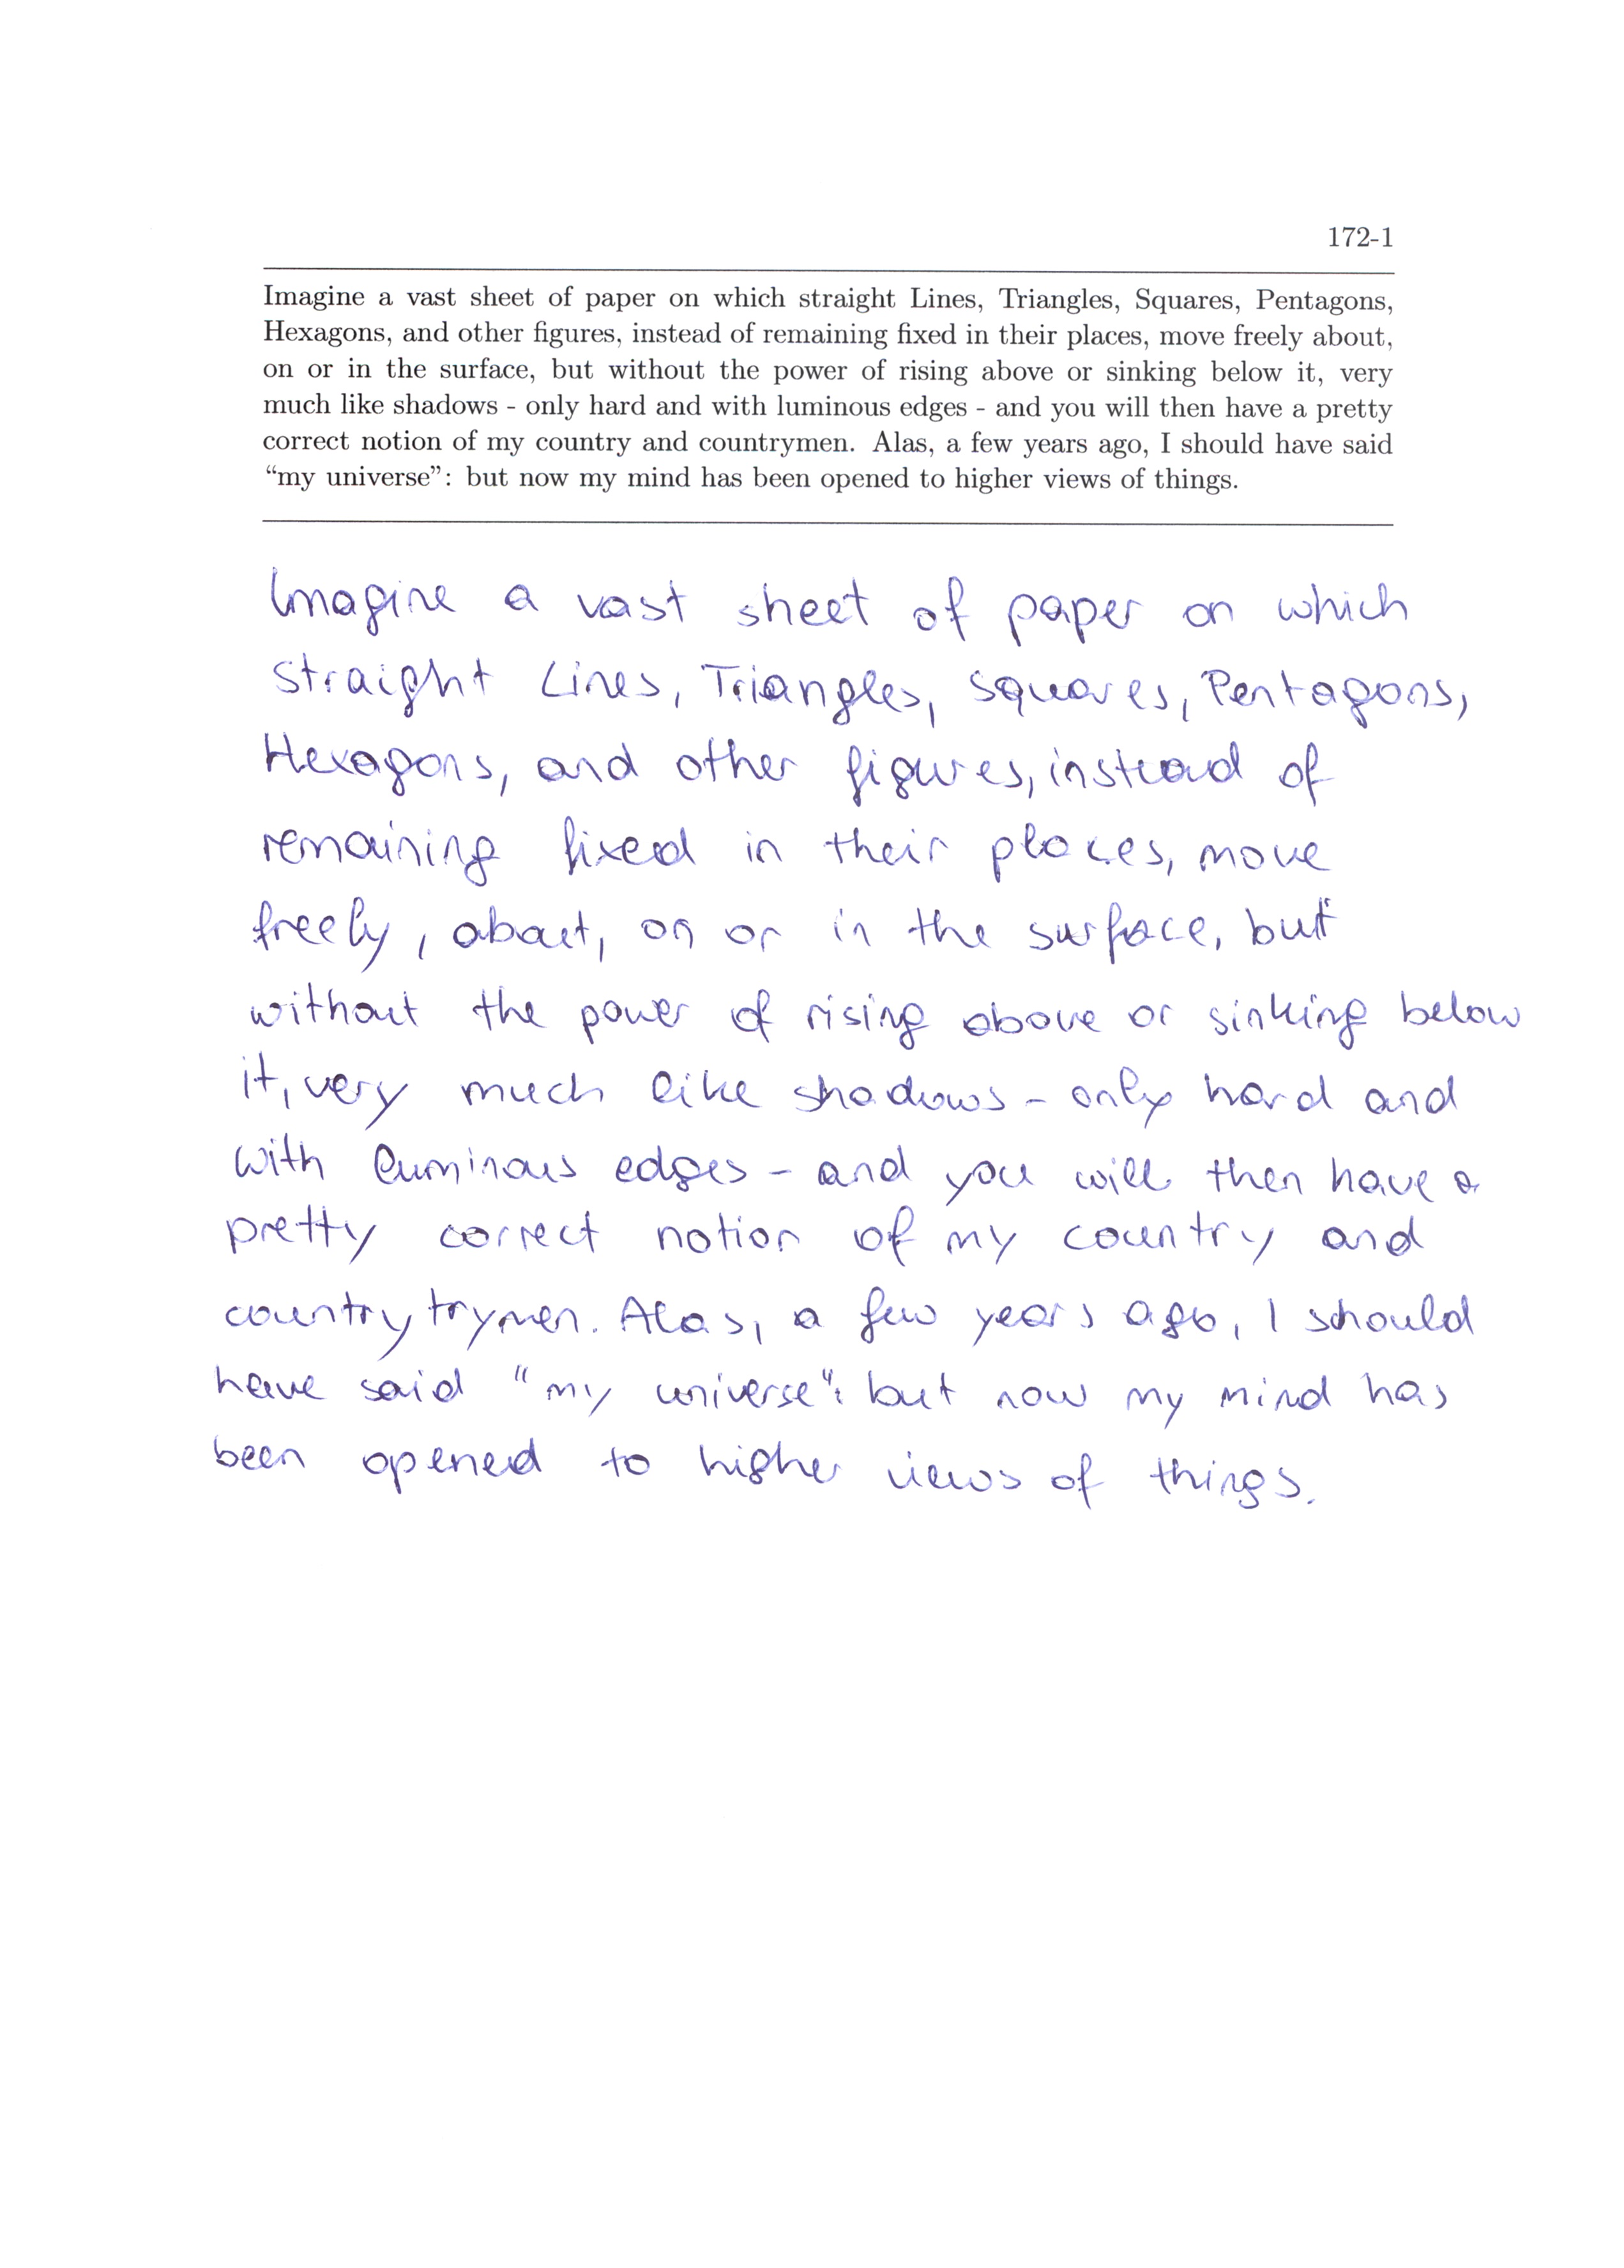 172-1
Imagine a vast sheet of paper on which straight Lines, Triangles, Squares, Pentagons,
Hexagons, and other figures, instead of remaining fixed in their places, move freely about,
on or in the surface, but without the power of rising above or sinking below it, very
much like shadows - only hard and with luminous edges - and you will then have a pretty
correct notion of my country and countrymen. Alas, a few years ago, I should have said
“my universe”: but now my mind has been opened to higher views of things.
Imagine a vast sheet of paper on which
straight Lines, Triangles, Squares, Pentagons,
Hexagons, and other figures, instead of
remaining fixed in their places, move
freely, about, on or in the surface, but
without the power of rising above or sinking below
it, very much like shadows - only hard and
with luminous edges - and you will then have a
pretty correct notion of my country and
country trymen. Alas, a few years ago, I should
have said "my universe": but now my mind has
been opened to higher views of things.